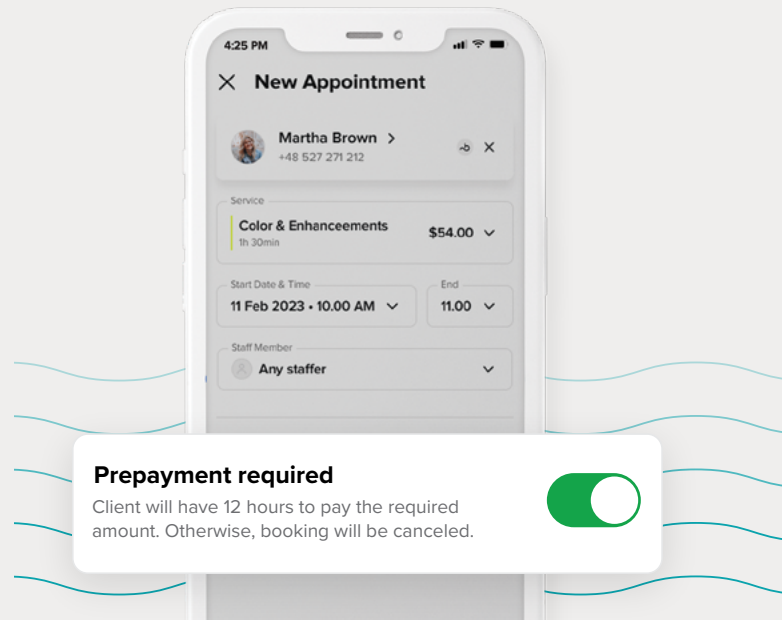 4:25 PM
New Appointment
Martha Brown
+48 527 271 212
Service
Color & Enhanceements
1h 30min
$54.00
Start Date & Time
11 Feb 2023 • 10.00 AM
End
11.00
Staff Member
Any staffer
Prepayment required
Client will have 12 hours to pay the required
amount. Otherwise, booking will be canceled.